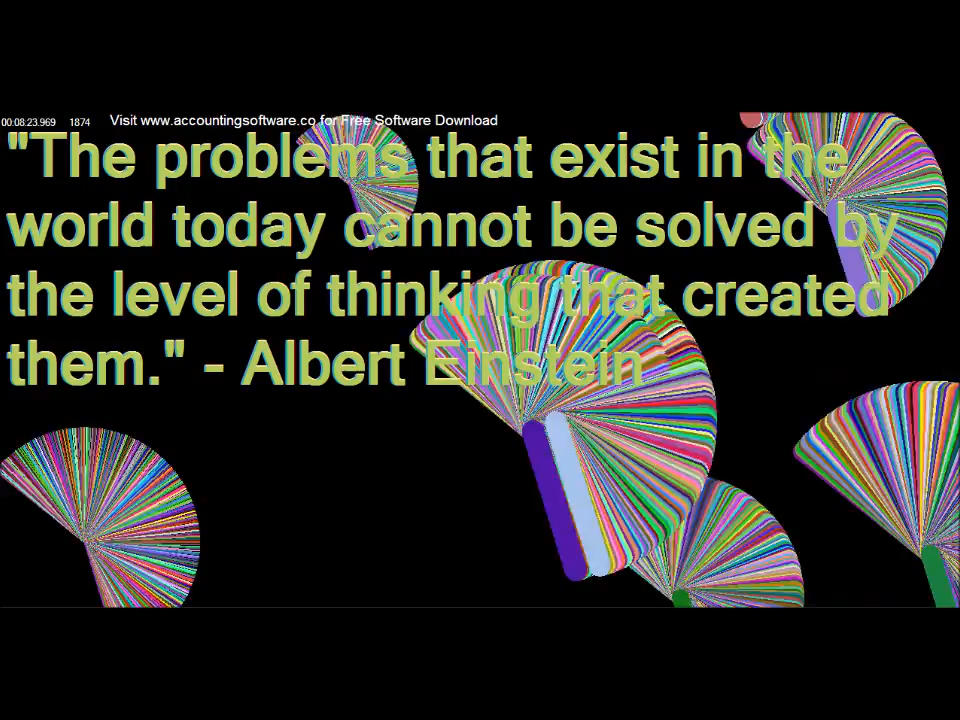 00:08:23.969 1874 Visit www.accountingsoftware.co for Free Software Download
"The problems that exist in the
world today cannot be solved by
the level of thinking that created
them." - Albert Einstein